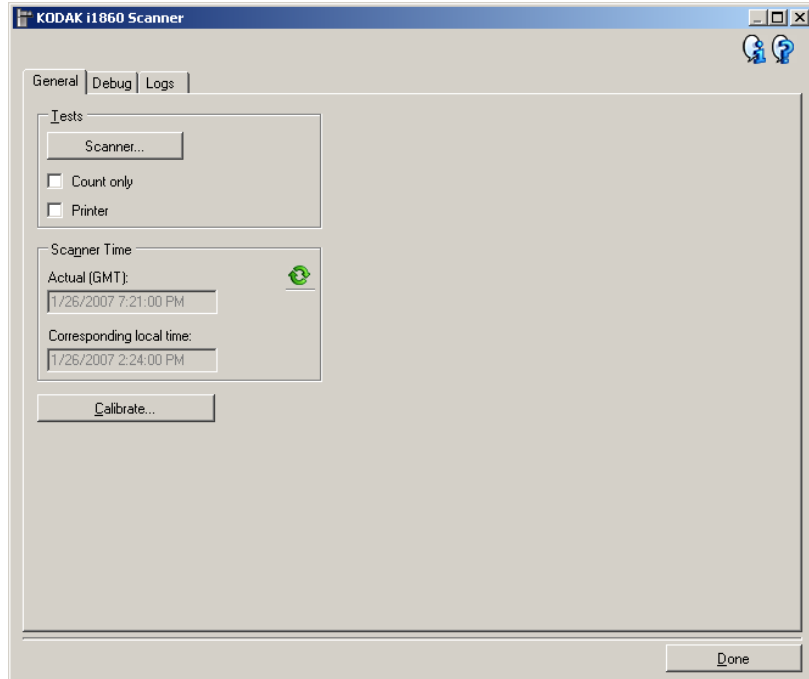 KODAK i1860 Scanner
General
Debug
Logs
Tests
Scanner...
Count only
Printer
Scanner Time
Actual (GMT):
1/26/2007 7:21:00 PM
Corresponding local time:
1/26/2007 2:24:00 PM
Calibrate...
Done